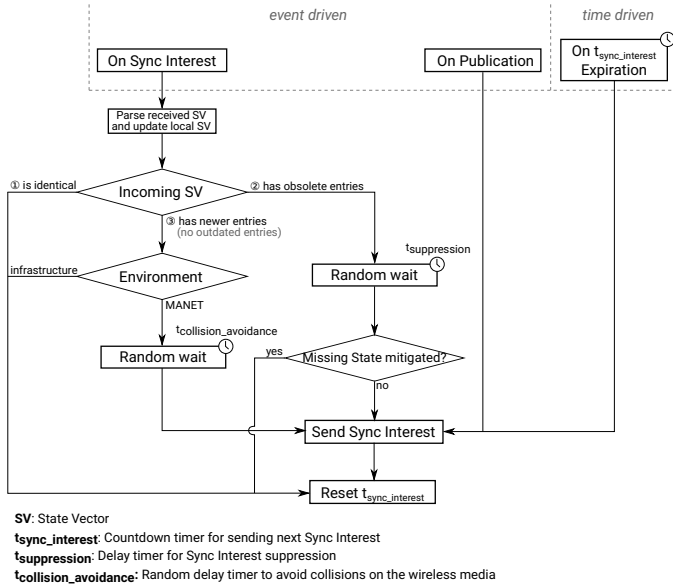 event driven
time driven
On Sync Interest
On Publication
On tsync_interest
Expiration
Parse received SV
and update local SV
① is identical
Incoming SV
② has obsolete entries
③ has newer entries
(no outdated entries)
tsuppression
infrastructure
Environment
Random wait
MANET
tcollision_avoidance
Random wait
yes
Missing State mitigated?
no
Send Sync Interest
Reset tsync_interest
SV: State Vector
tsync_interest: Countdown timer for sending next Sync Interest
tsuppression: Delay timer for Sync Interest suppression
tcollision_avoidance: Random delay timer to avoid collisions on the wireless media